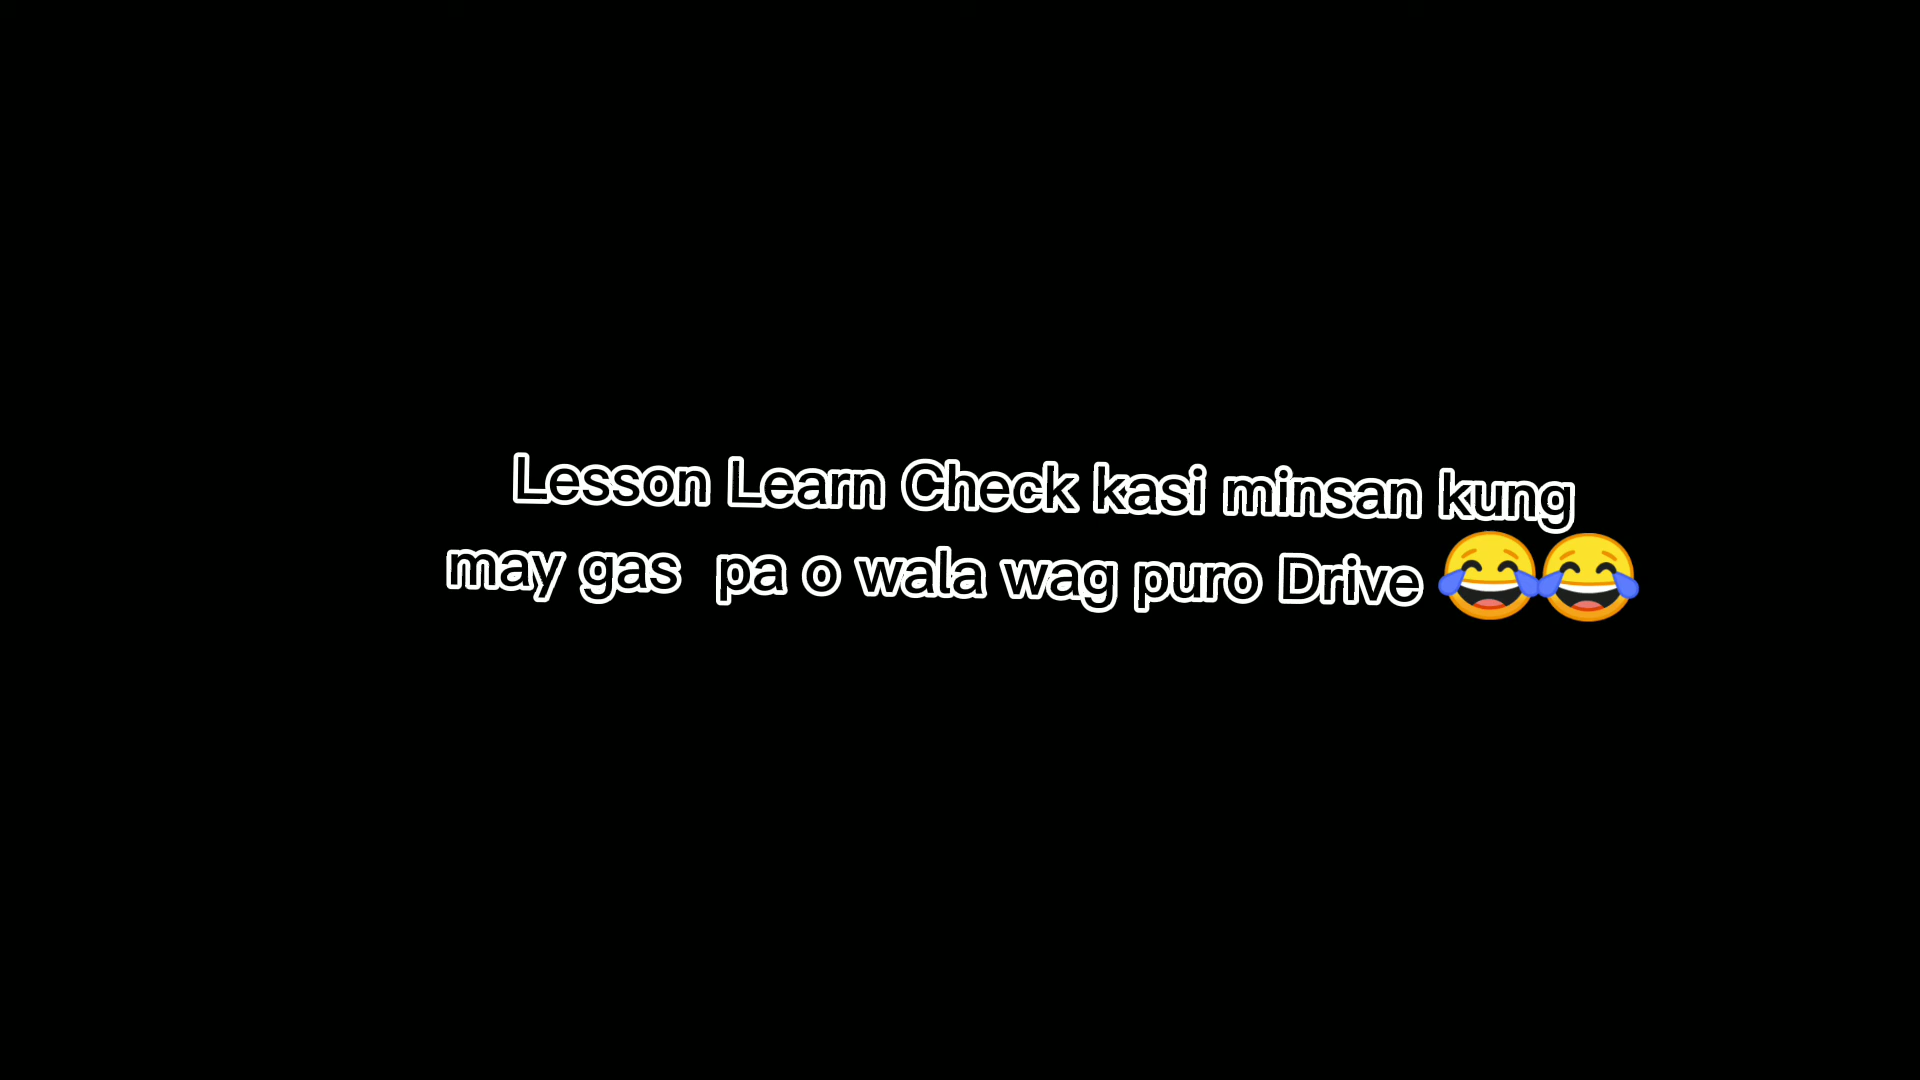 Lesson Learn Check kasi minsan kung
may gas  pa o wala wag puro Drive 😂😂